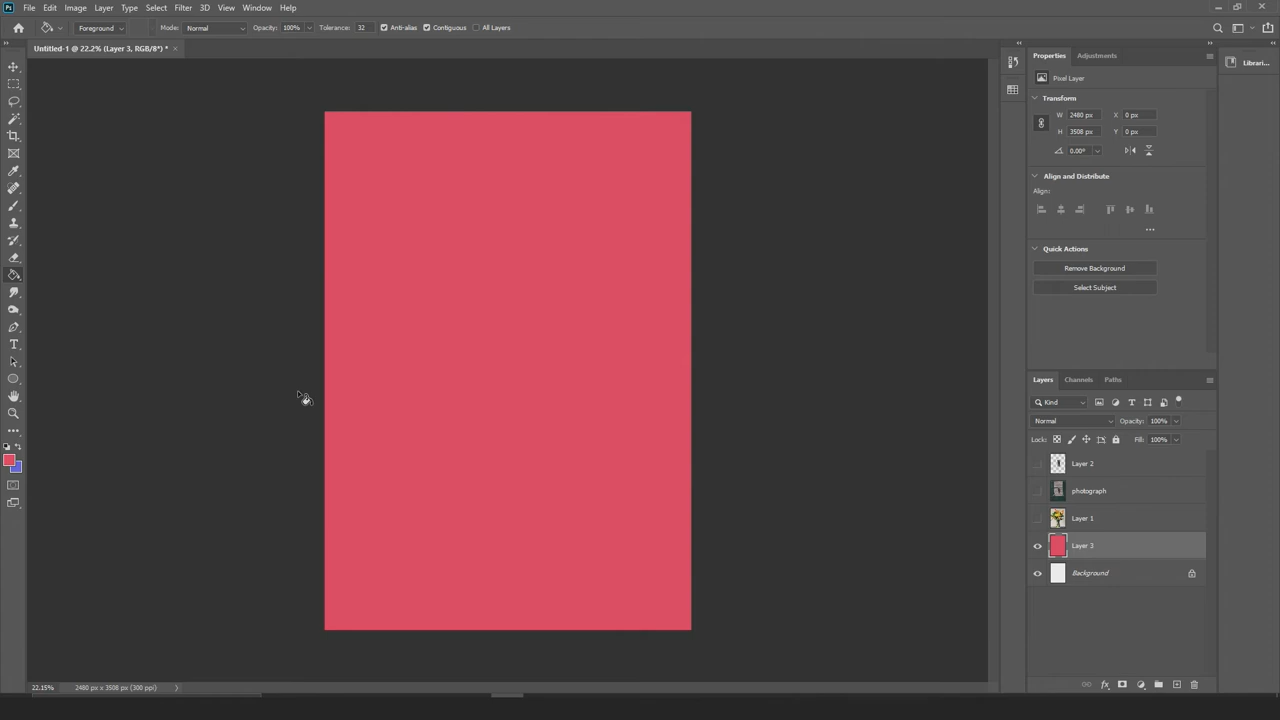 Ps File Edit Image Layer Type Select Filter 3D View Window Help
Foreground Mode: Normal Opacity: 100% Tolerance: 32 Anti-alias Contiguous All Layers
Untitled-1 @ 22.2% (Layer 3, RGB/8*) * ×
Properties Adjustments
Librari...
Pixel Layer
Transform
W 2480 px X 0 px
H 3508 px Y 0 px
0.00°
Align and Distribute
Align:
Quick Actions
Remove Background
Select Subject
Layers Channels Paths
Kind
Normal Opacity: 100%
Lock: Fill: 100%
Layer 2
photograph
Layer 1
Layer 3
Background
fx
22.15% 2480 px x 3508 px (300 ppi)